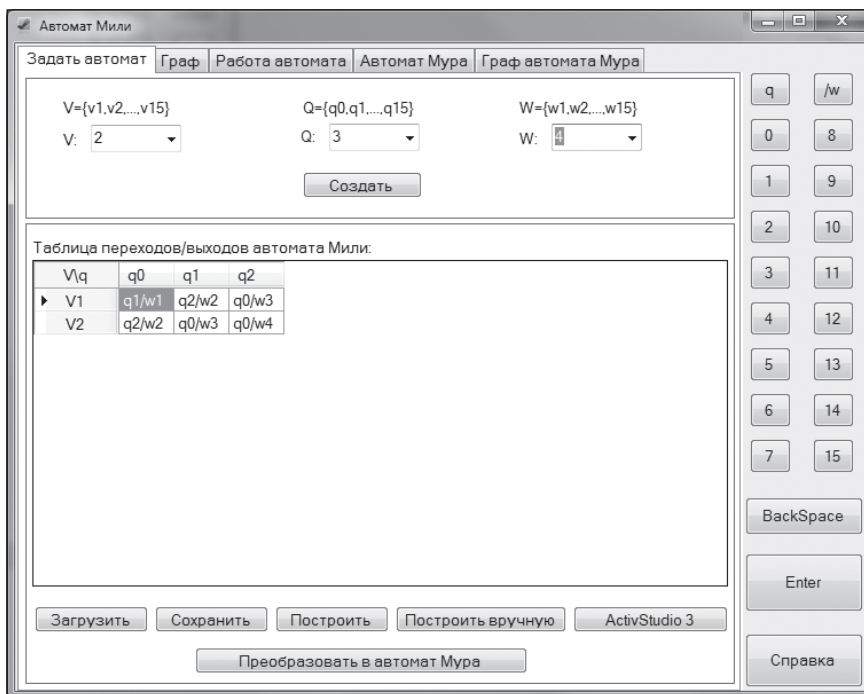 Автомат Мили
Задать автомат Граф Работа автомата Автомат Мура Граф автомата Мура
V={v1,v2,...,v15} Q={q0,q1,...,q15} W={w1,w2,...,w15}
V: 2 Q: 3 W: 4
Создать
Таблица переходов/выходов автомата Мили:
V\q q0 q1 q2
V1 q1/w1 q2/w2 q0/w3
V2 q2/w2 q0/w3 q0/w4
Загрузить Сохранить Построить Построить вручную ActivStudio 3
Преобразовать в автомат Мура
q /w
0 8
1 9
2 10
3 11
4 12
5 13
6 14
7 15
BackSpace
Enter
Справка